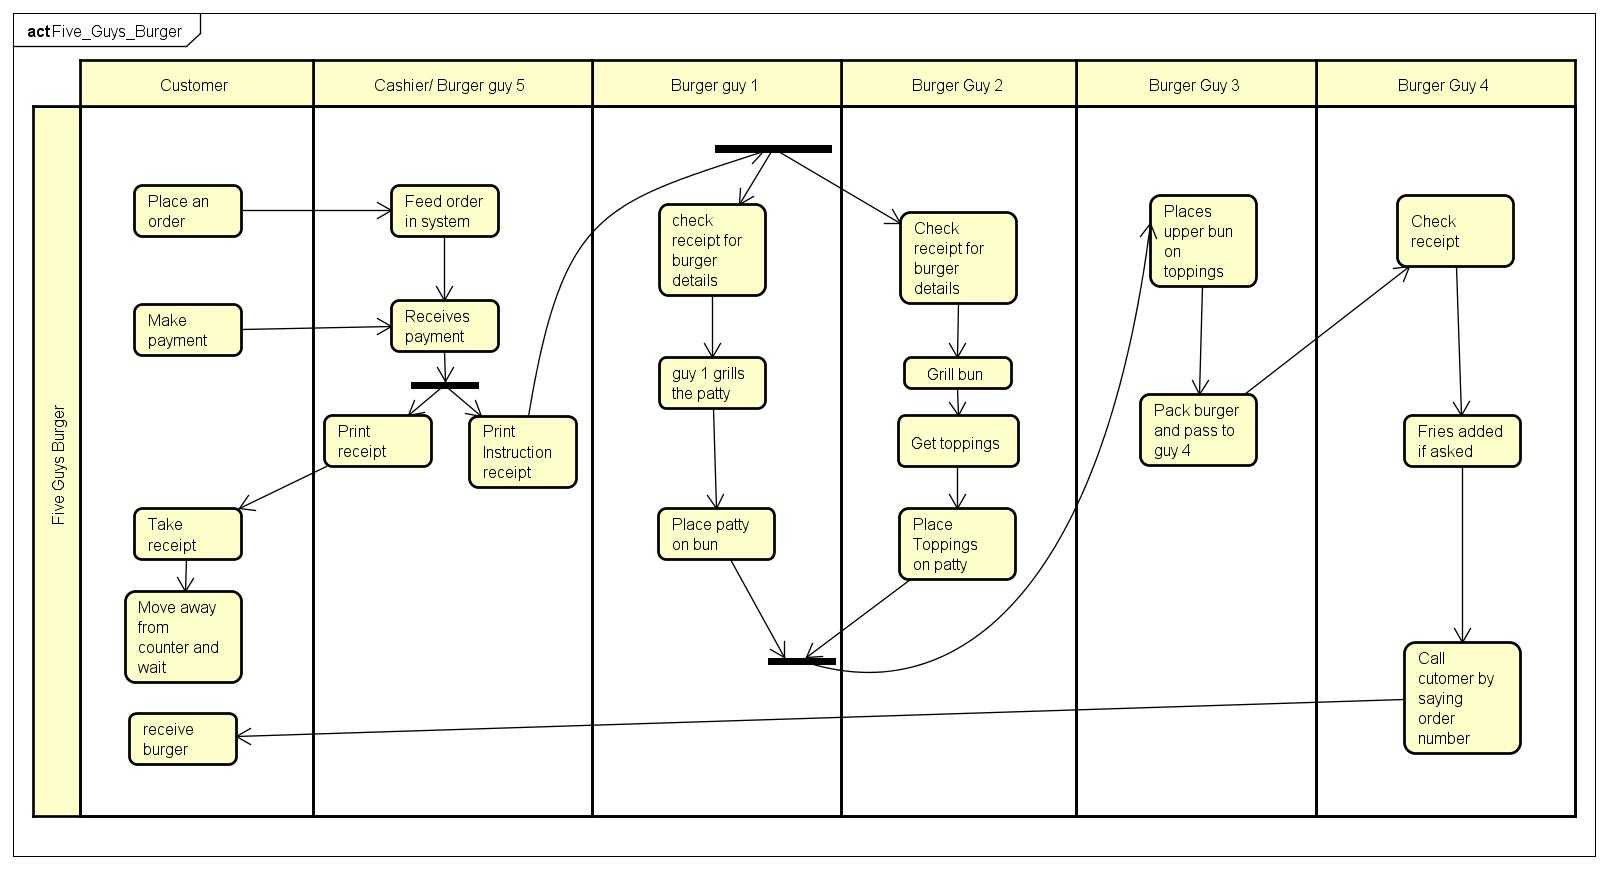 act Five_Guys_Burger
Customer
Cashier/ Burger guy 5
Burger guy 1
Burger Guy 2
Burger Guy 3
Burger Guy 4
Five Guys Burger
Place an
order
Make
payment
Take
receipt
Move away
from
counter and
wait
receive
burger
Feed order
in system
Receives
payment
Print
receipt
Print
Instruction
receipt
check
receipt for
burger
details
guy 1 grills
the patty
Place patty
on bun
Check
receipt for
burger
details
Grill bun
Get toppings
Place
Toppings
on patty
Places
upper bun
on
toppings
Pack burger
and pass to
guy 4
Check
receipt
Fries added
if asked
Call
cutomer by
saying
order
number